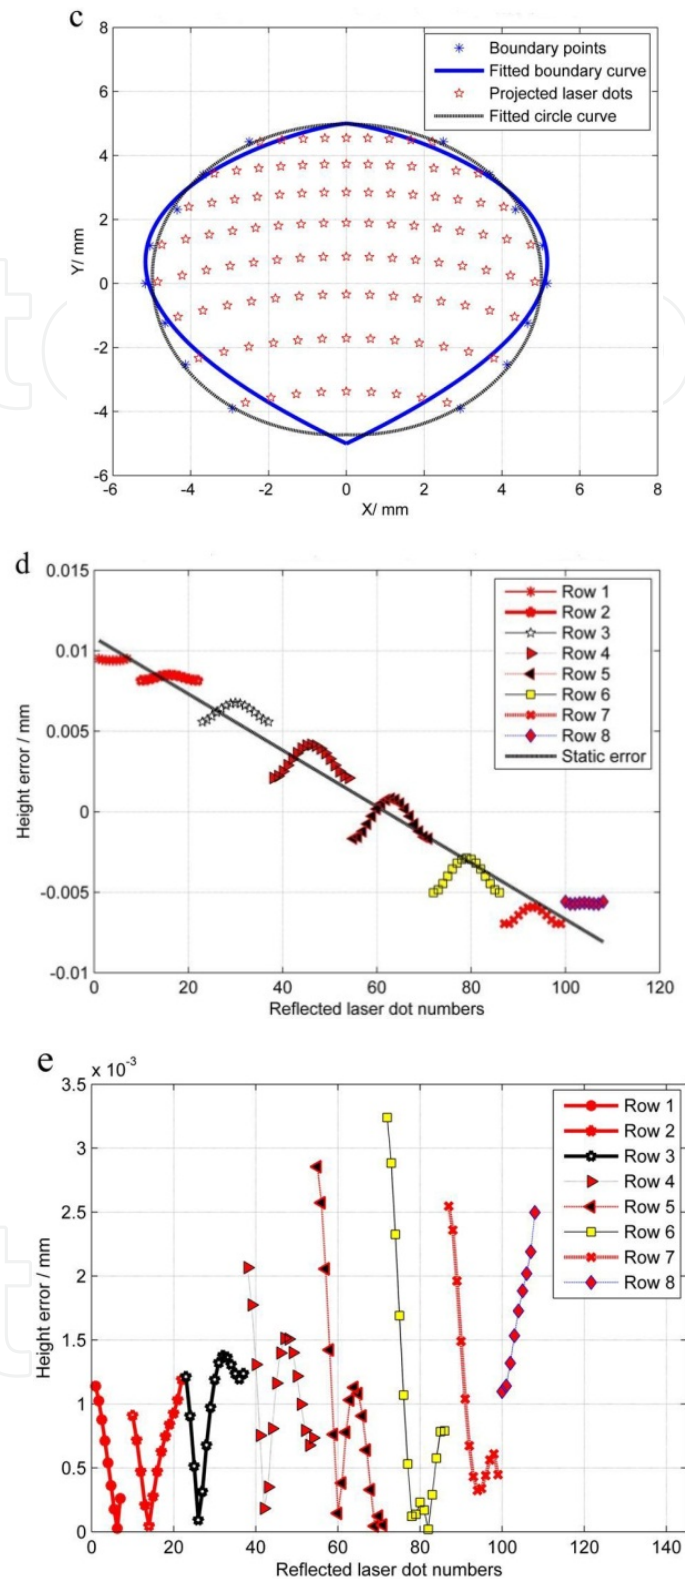 c
8
6
4
2
0
-2
-4
-6
Y/ mm
-6 -4 -2 0 2 4 6 8
X/ mm
Boundary points
Fitted boundary curve
Projected laser dots
Fitted circle curve
d
0.015
0.01
0.005
0
-0.005
-0.01
Height error / mm
0 20 40 60 80 100 120
Reflected laser dot numbers
Row 1
Row 2
Row 3
Row 4
Row 5
Row 6
Row 7
Row 8
Static error
e
x 10-3
3.5
3
2.5
2
1.5
1
0.5
0
Height error / mm
0 20 40 60 80 100 120 140
Reflected laser dot numbers
Row 1
Row 2
Row 3
Row 4
Row 5
Row 6
Row 7
Row 8